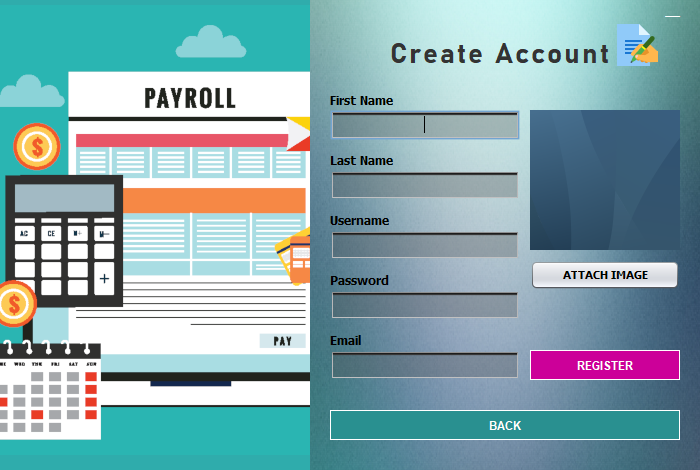 PAYROLL
AC CE M+ M-
+
PAY
WED TUE FRI SAT SUN
Create Account
First Name
Last Name
Username
Password
Email
ATTACH IMAGE
REGISTER
BACK